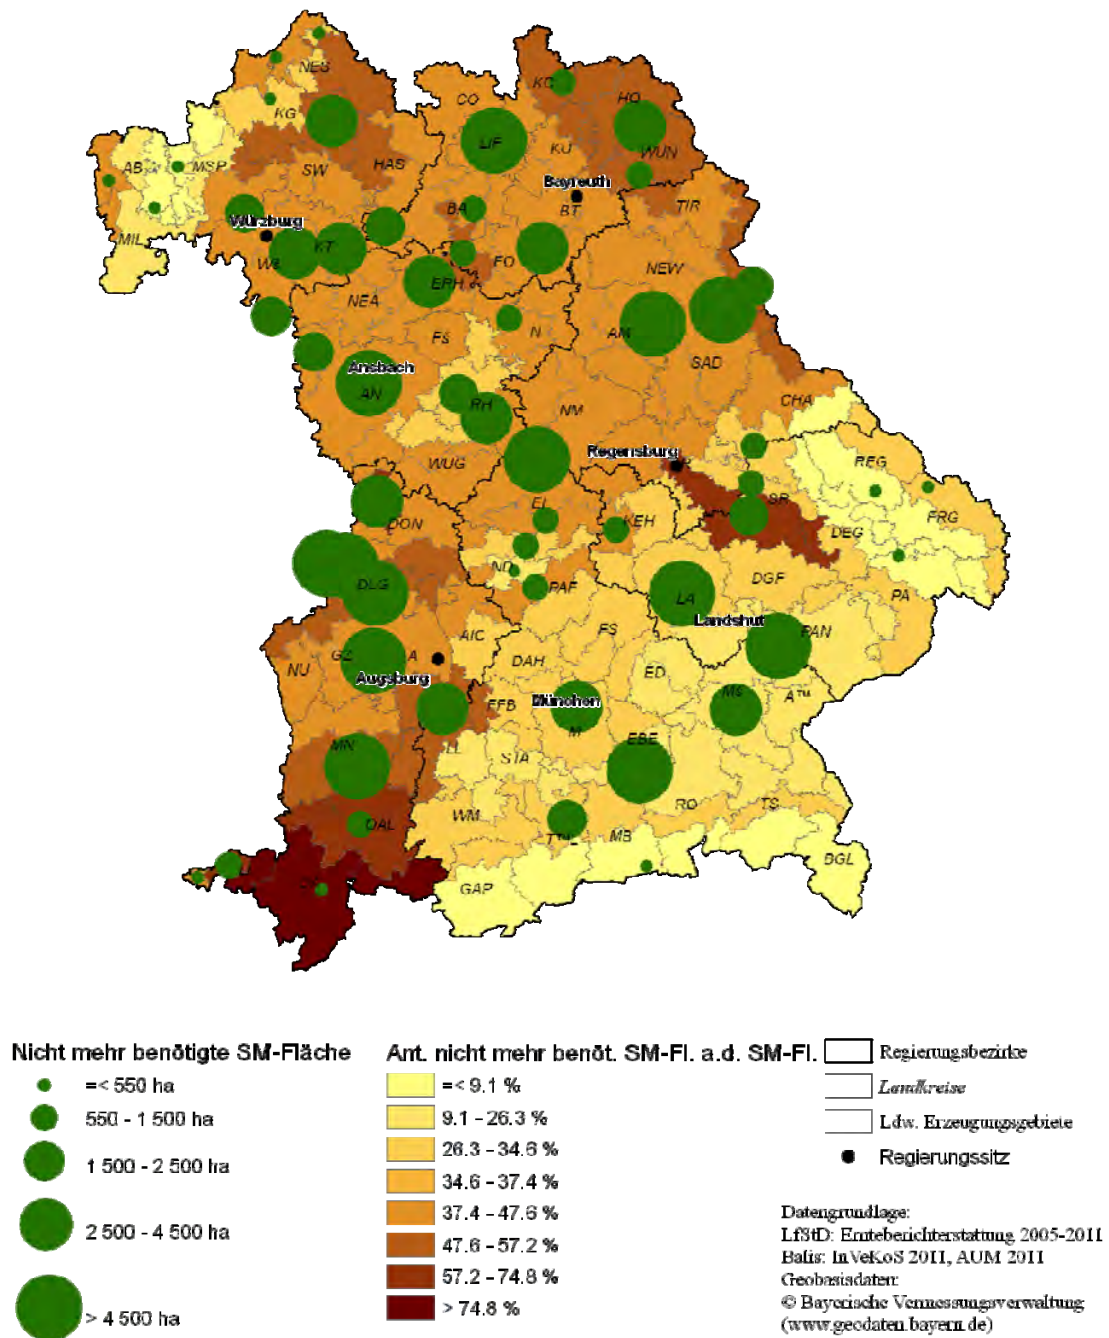 NES
KC
HO
CO
KG
LIF
WUN
KU
AB
MSP
SW
HAS
Bayreuth
TIR
BA
BT
Würzburg
MIL
KT
FO
NEW
ERH
NEA
N
AM
Ansbach
SAD
AN
RH
CHA
NM
Regensburg
WUG
REG
SR
EI
DON
KEH
FRG
DEG
ND
DLG
PAF
DGF
LA
PA
AIC
FS
Landshut
PAN
GZ
A
NU
DAH
ED
Augsburg
FFB
München
M
EBE
MN
LL
STA
OAL
WM
RO
TS
MB
GAP
BGL
Nicht mehr benötigte SM-Fläche
=< 550 ha
550 - 1 500 ha
1 500 - 2 500 ha
2 500 - 4 500 ha
> 4 500 ha
Ant. nicht mehr benöt. SM-Fl. a.d. SM-Fl.
=< 9.1 %
9.1 - 26.3 %
26.3 - 34.6 %
34.6 - 37.4 %
37.4 - 47.6 %
47.6 - 57.2 %
57.2 - 74.8 %
> 74.8 %
Regierungsbezirke
Landkreise
Ldw. Erzeugungsgebiete
Regierungssitz
Datengrundlage:
LfStD: Ernteberichterstattung 2005-2011
Balis: InVeKoS 2011, AUM 2011
Geobasisdaten:
© Bayerische Vermessungsverwaltung
(www.geodaten.bayern.de)